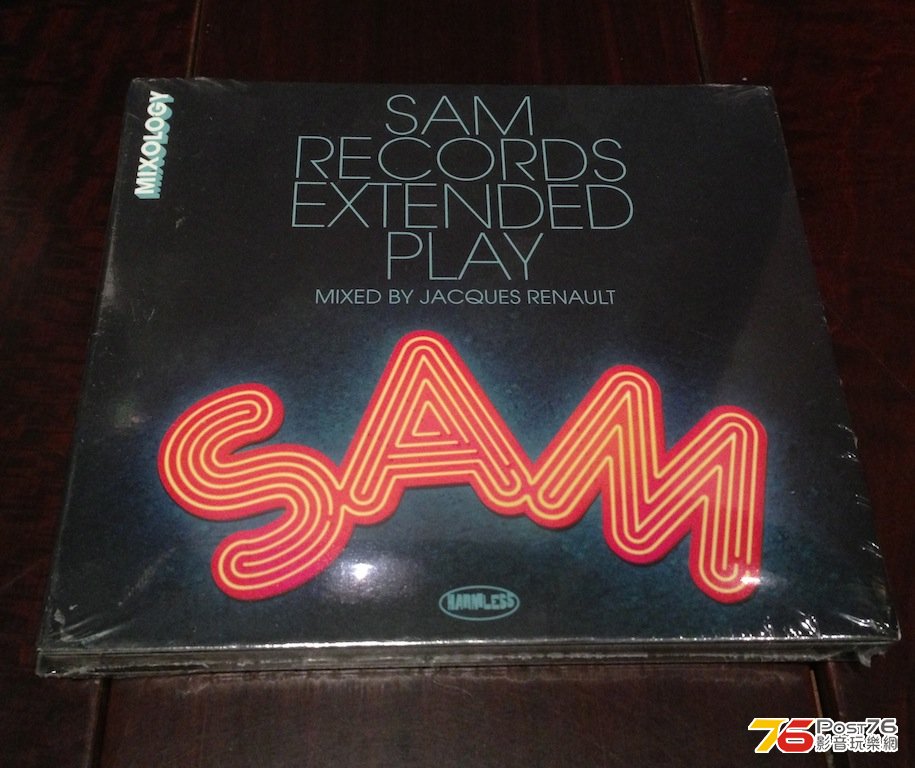 MIXOLOGY
SAM
RECORDS
EXTENDED
PLAY
MIXED BY JACQUES RENAULT
SAM
HARMLESS
76 Post76
影音玩樂網